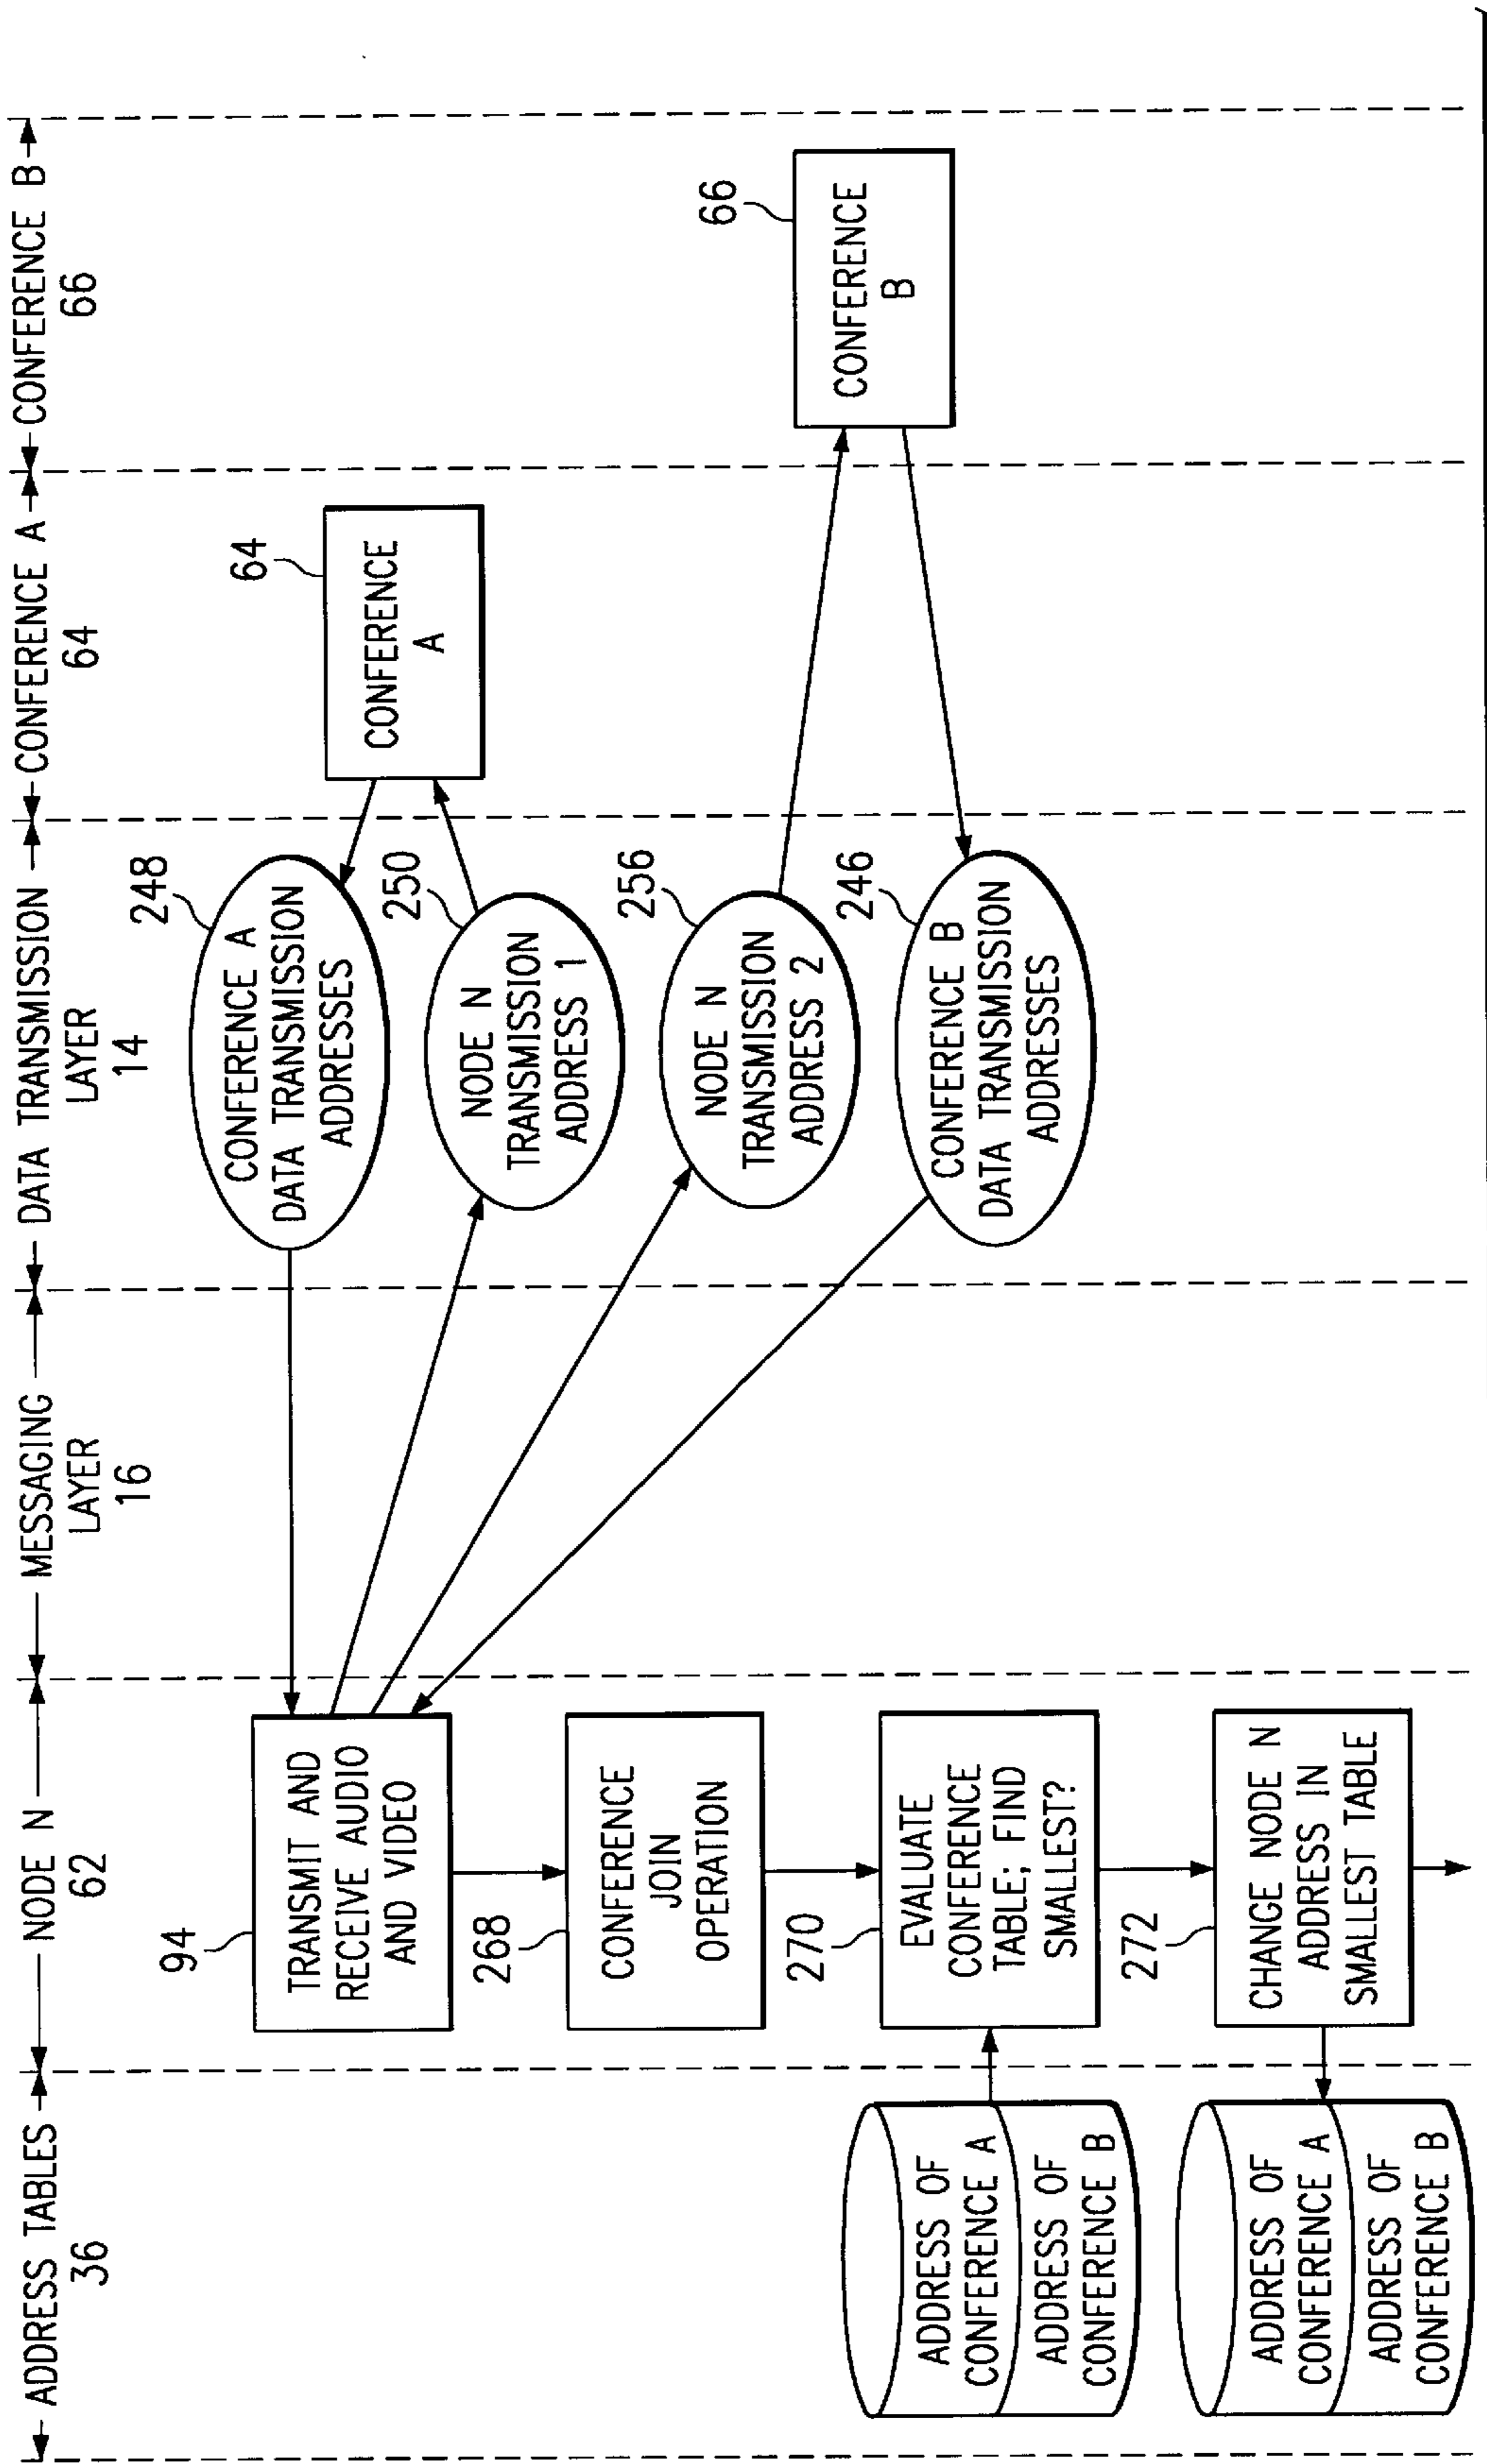 ADDRESS TABLES
36
NODE N
62
MESSAGING
LAYER
16
DATA TRANSMISSION
LAYER
14
CONFERENCE A
64
CONFERENCE B
66
94
TRANSMIT AND
RECEIVE AUDIO
AND VIDEO
248
CONFERENCE A
DATA TRANSMISSION
ADDRESSES
64
CONFERENCE
A
250
NODE N
TRANSMISSION
ADDRESS 1
268
CONFERENCE
JOIN
OPERATION
256
NODE N
TRANSMISSION
ADDRESS 2
66
CONFERENCE
B
246
CONFERENCE B
DATA TRANSMISSION
ADDRESSES
270
EVALUATE
CONFERENCE
TABLE; FIND
SMALLEST?
ADDRESS OF
CONFERENCE A
ADDRESS OF
CONFERENCE B
272
CHANGE NODE N
ADDRESS IN
SMALLEST TABLE
ADDRESS OF
CONFERENCE A
ADDRESS OF
CONFERENCE B